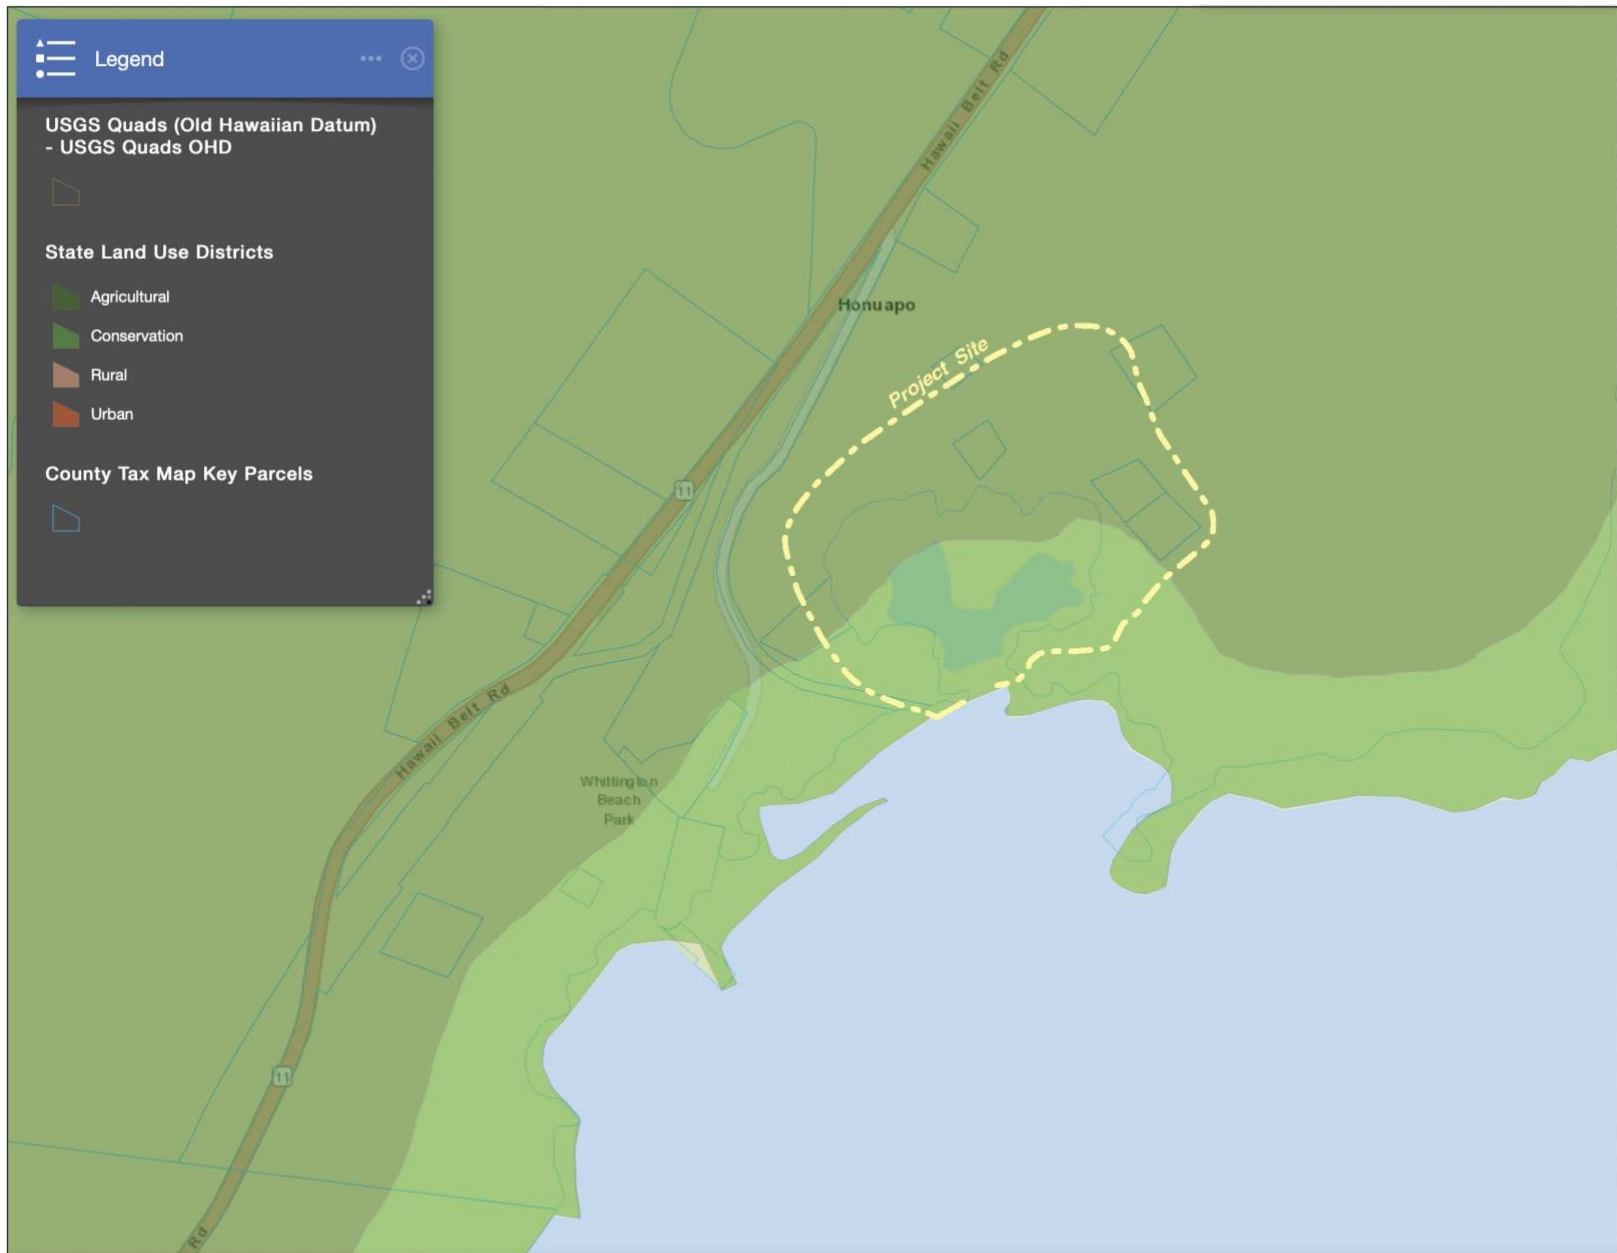 Legend
USGS Quads (Old Hawaiian Datum)
- USGS Quads OHD
State Land Use Districts
Agricultural
Conservation
Rural
Urban
County Tax Map Key Parcels
Hawaii Belt Rd
Honuapo
Project Site
11
Hawaii Belt Rd
Whittington
Beach
Park
11
Rd